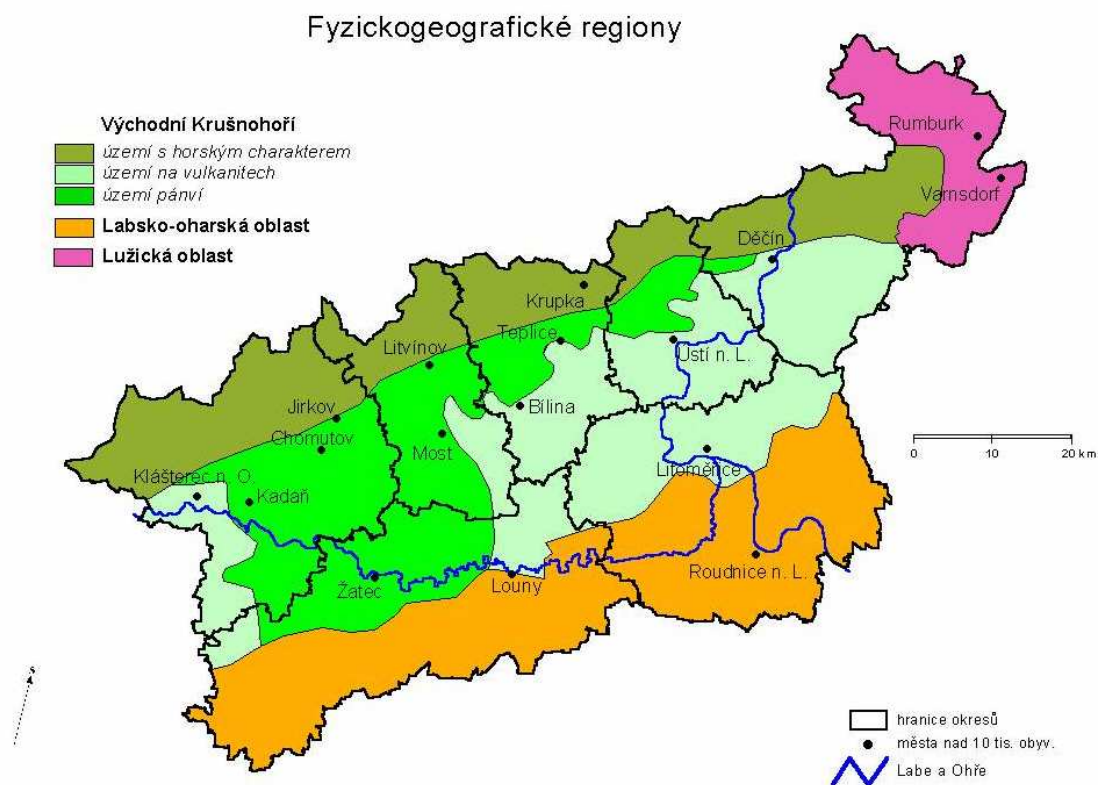 Fyzickogeografické regiony
Východní Krušnohoří
území s horským charakterem
území na vulkanitech
území pánví
Labsko-oharská oblast
Lužická oblast
Rumburk
Varnsdorf
Děčín
Krupka
Teplice
Ústí n. L.
Litvínov
Bílina
Jirkov
Chomutov
Most
Litoměřice
Klášterec n. O.
Kadaň
Žatec
Louny
Roudnice n. L.
0 10 20 km
S
hranice okresů
města nad 10 tis. obyv.
Labe a Ohře